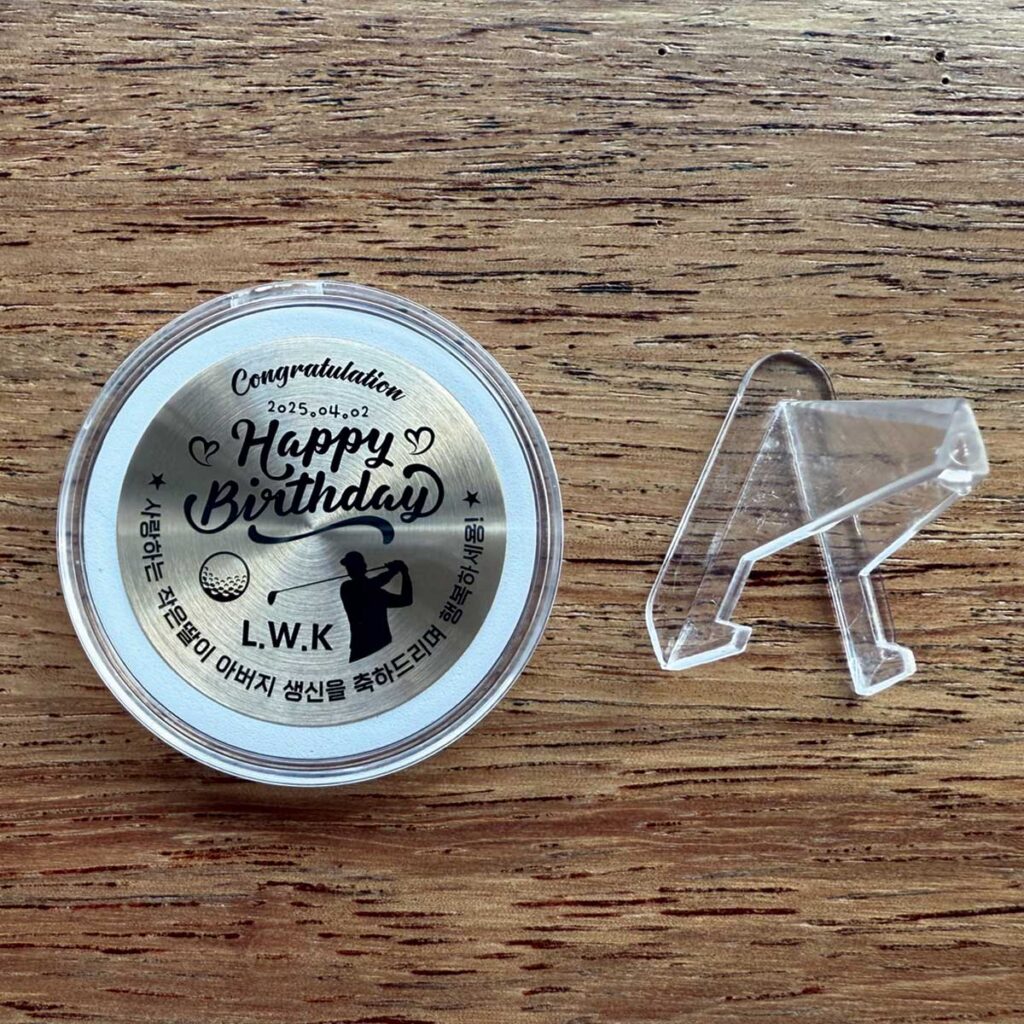 Congratulation
2025.04.02
Happy
Birthday
L.W.K
★ 사랑하는 작은딸이 아버지 생신을 축하드리며 행복하세용! ★